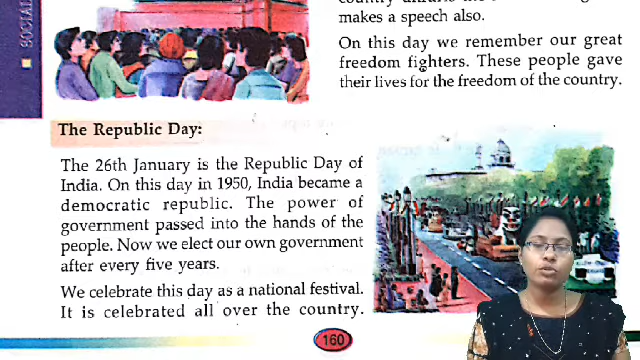 SOCIAL
makes a speech also.
On this day we remember our great
freedom fighters. These people gave
their lives for the freedom of the country.
The Republic Day:
The 26th January is the Republic Day of
India. On this day in 1950, India became a
democratic republic. The power of
government passed into the hands of the
people. Now we elect our own government
after every five years.
We celebrate this day as a national festival.
It is celebrated all over the country.
160